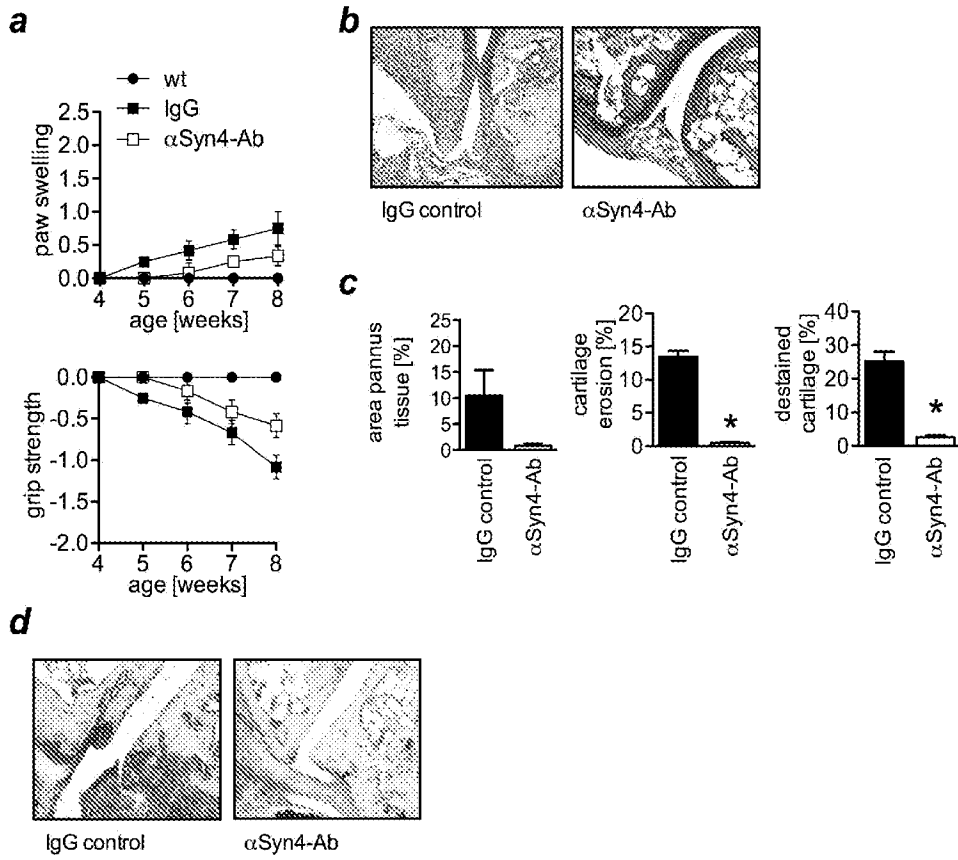 a
wt
IgG
αSyn4-Ab
paw swelling
2.5
2.0
1.5
1.0
0.5
0.0
4 5 6 7 8
age [weeks]
grip strength
0.0
-0.5
-1.0
-1.5
-2.0
4 5 6 7 8
age [weeks]
b
IgG control
αSyn4-Ab
c
area pannus
tissue [%]
25
20
15
10
5
0
IgG control
αSyn4-Ab
cartilage
erosion [%]
20
15
10
5
0
*
IgG control
αSyn4-Ab
destained
cartilage [%]
40
30
20
10
0
*
IgG control
αSyn4-Ab
d
IgG control
αSyn4-Ab